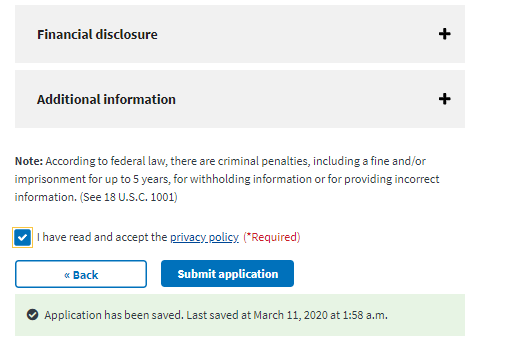 Financial disclosure
Additional information
Note: According to federal law, there are criminal penalties, including a fine and/or
imprisonment for up to 5 years, for withholding information or for providing incorrect
information. (See 18 U.S.C. 1001)
I have read and accept the privacy policy (*Required)
« Back
Submit application
Application has been saved. Last saved at March 11, 2020 at 1:58 a.m.